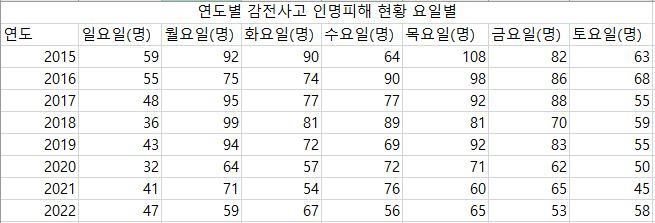 연도별 감전사고 인명피해 현황 요일별
연도 일요일(명) 월요일(명) 화요일(명) 수요일(명) 목요일(명) 금요일(명) 토요일(명)
2015 59 92 90 64 108 82 63
2016 55 75 74 90 98 86 68
2017 48 95 77 77 92 88 55
2018 36 99 81 89 81 70 59
2019 43 94 72 69 92 83 55
2020 32 64 57 72 71 62 50
2021 41 71 54 76 60 65 45
2022 47 59 67 56 65 53 58